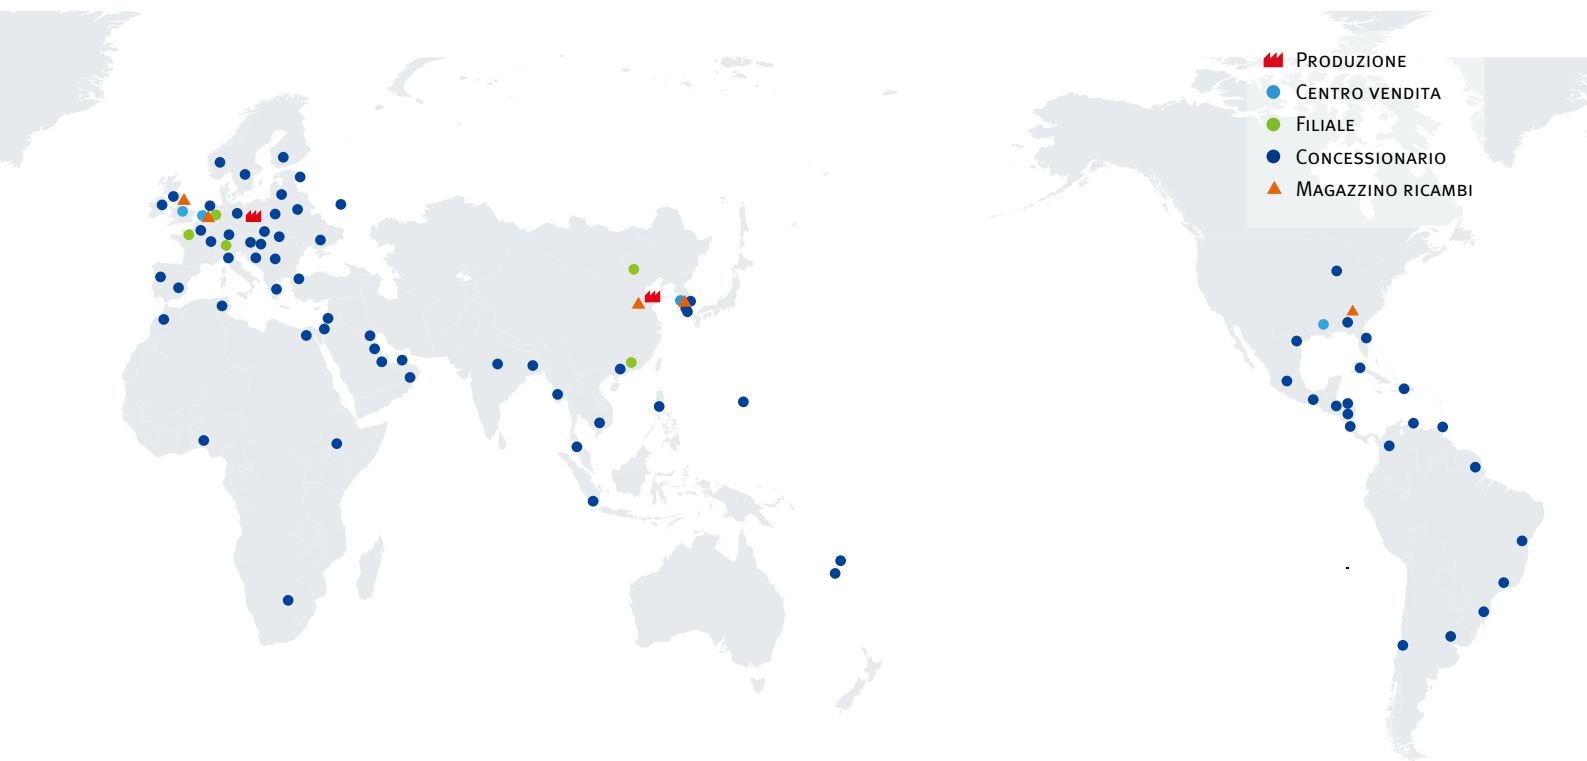 Produzione
Centro vendita
Filiale
Concessionario
Magazzino ricambi